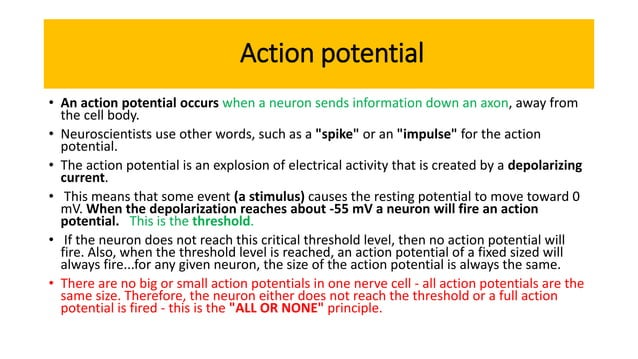 Action potential
• An action potential occurs when a neuron sends information down an axon, away from
the cell body.
• Neuroscientists use other words, such as a "spike" or an "impulse" for the action
potential.
• The action potential is an explosion of electrical activity that is created by a depolarizing
current.
• This means that some event (a stimulus) causes the resting potential to move toward 0
mV. When the depolarization reaches about -55 mV a neuron will fire an action
potential. This is the threshold.
• If the neuron does not reach this critical threshold level, then no action potential will
fire. Also, when the threshold level is reached, an action potential of a fixed sized will
always fire...for any given neuron, the size of the action potential is always the same.
• There are no big or small action potentials in one nerve cell - all action potentials are the
same size. Therefore, the neuron either does not reach the threshold or a full action
potential is fired - this is the "ALL OR NONE" principle.